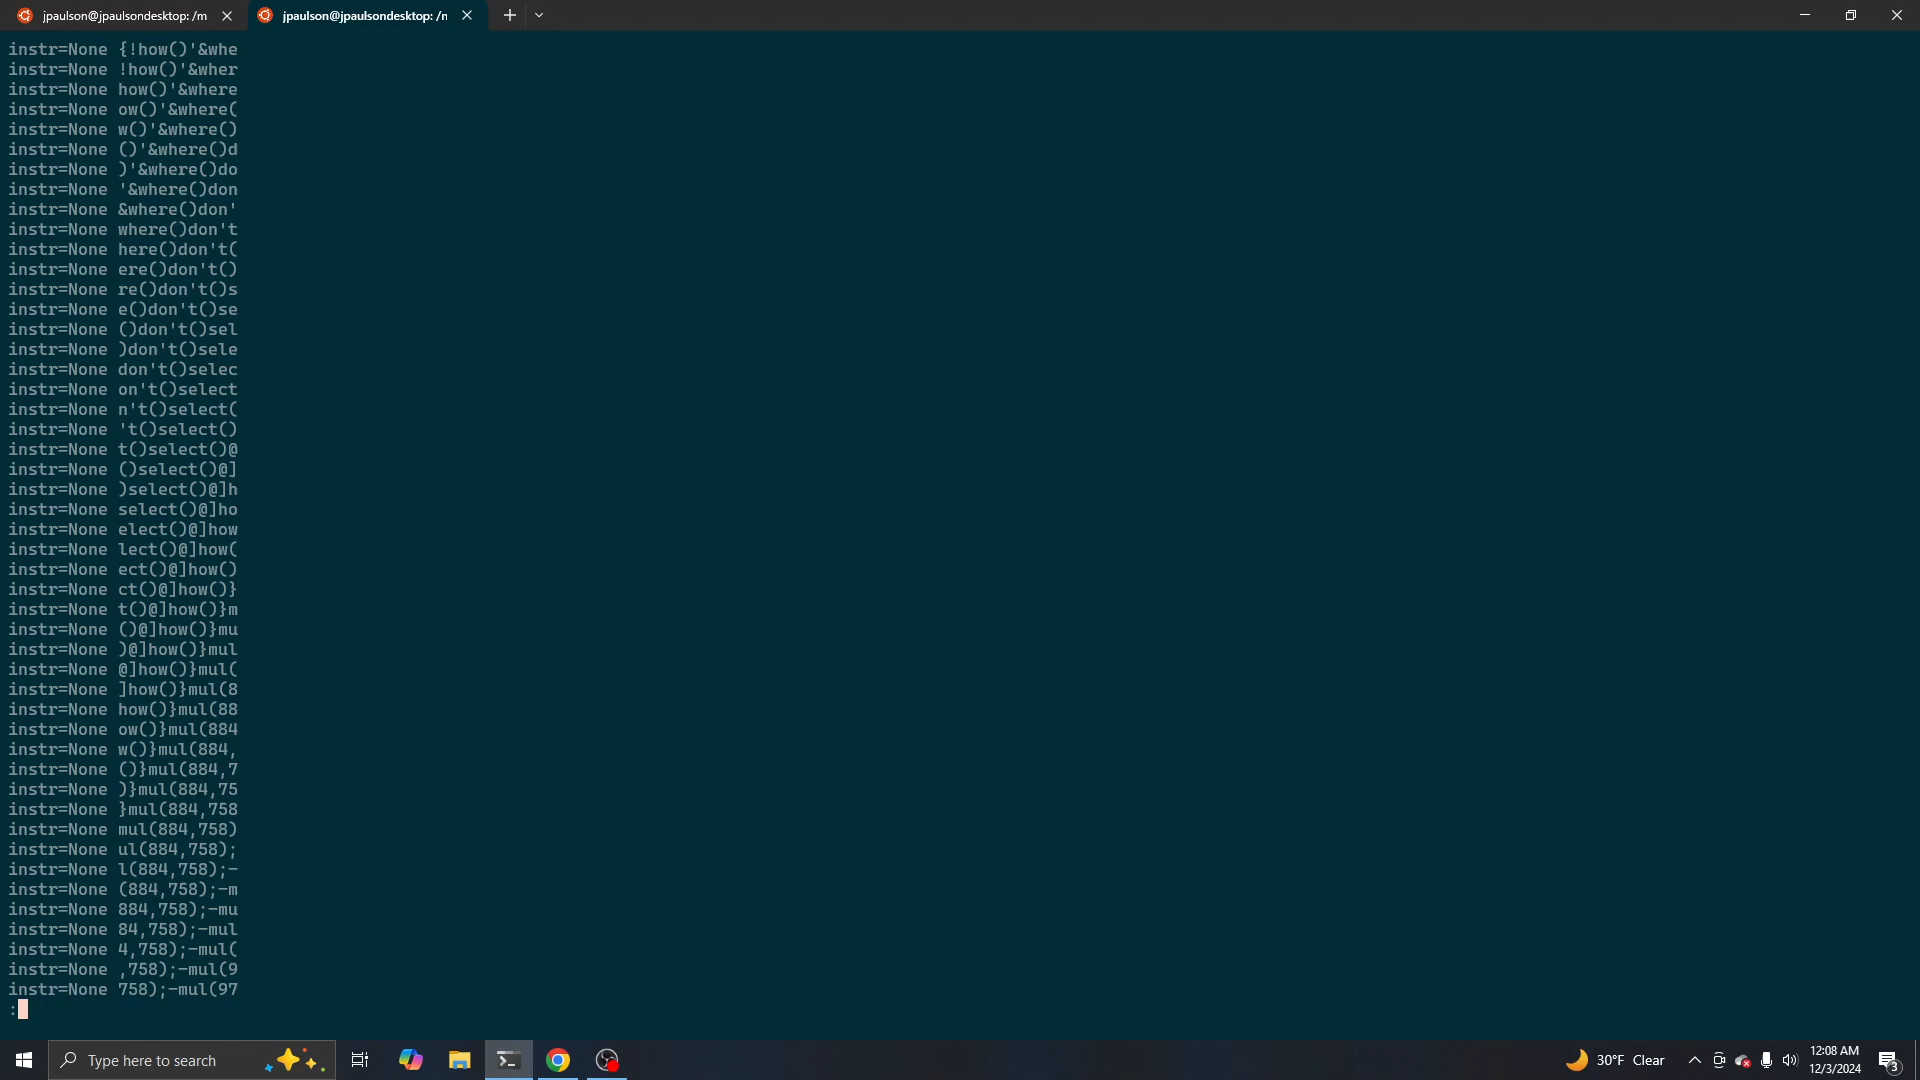 jpaulson@jpaulsondesktop: /m
jpaulson@jpaulsondesktop: /n
instr=None {!how()'&whe
instr=None !how()'&wher
instr=None how()'&where
instr=None ow()'&where(
instr=None w()'&where()
instr=None ()'&where()d
instr=None )'&where()do
instr=None '&where()don
instr=None &where()don'
instr=None where()don't
instr=None here()don't(
instr=None ere()don't()
instr=None re()don't()s
instr=None e()don't()se
instr=None ()don't()sel
instr=None )don't()sele
instr=None don't()selec
instr=None on't()select
instr=None n't()select(
instr=None 't()select()
instr=None t()select()@
instr=None ()select()@]
instr=None )select()@]h
instr=None select()@]ho
instr=None elect()@]how
instr=None lect()@]how(
instr=None ect()@]how()
instr=None ct()@]how()}
instr=None t()@]how()}m
instr=None ()@]how()}mu
instr=None )@]how()}mul
instr=None @]how()}mul(
instr=None ]how()}mul(8
instr=None how()}mul(88
instr=None ow()}mul(884
instr=None w()}mul(884,
instr=None ()}mul(884,7
instr=None )}mul(884,75
instr=None }mul(884,758
instr=None mul(884,758)
instr=None ul(884,758);
instr=None l(884,758);-
instr=None (884,758);-m
instr=None 884,758);-mu
instr=None 84,758);-mul
instr=None 4,758);-mul(
instr=None ,758);-mul(9
instr=None 758);-mul(97
:
Type here to search
30°F Clear
12:08 AM
12/3/2024
3